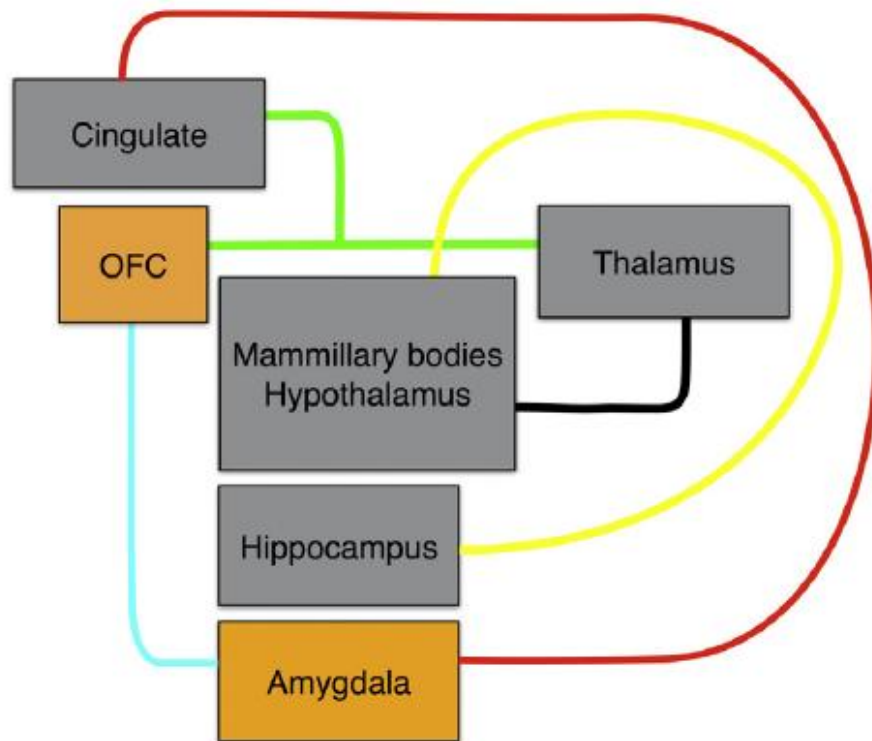 Cingulate
OFC
Thalamus
Mammillary bodies
Hypothalamus
Hippocampus
Amygdala